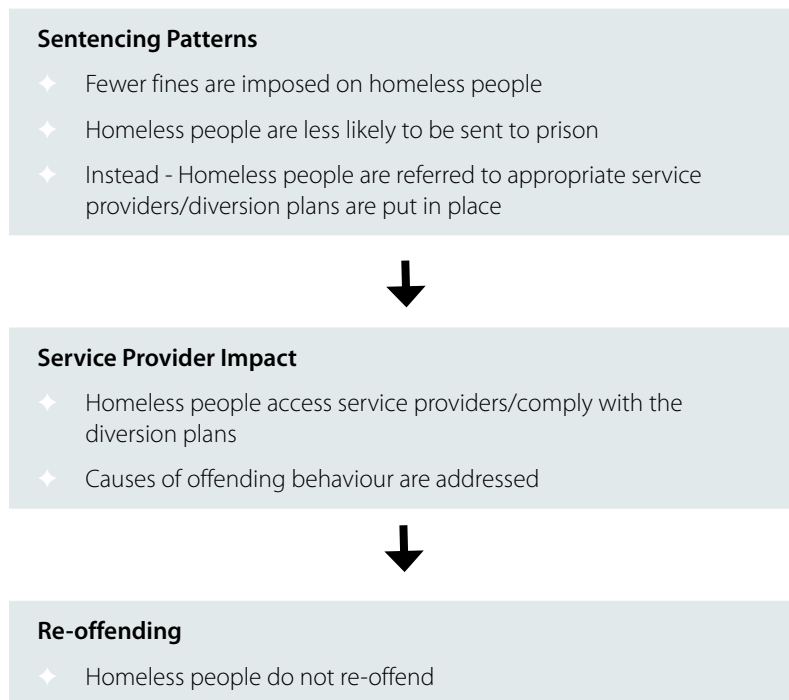 Sentencing Patterns
Fewer fines are imposed on homeless people
Homeless people are less likely to be sent to prison
Instead - Homeless people are referred to appropriate service
providers/diversion plans are put in place
Service Provider Impact
Homeless people access service providers/comply with the
diversion plans
Causes of offending behaviour are addressed
Re-offending
Homeless people do not re-offend